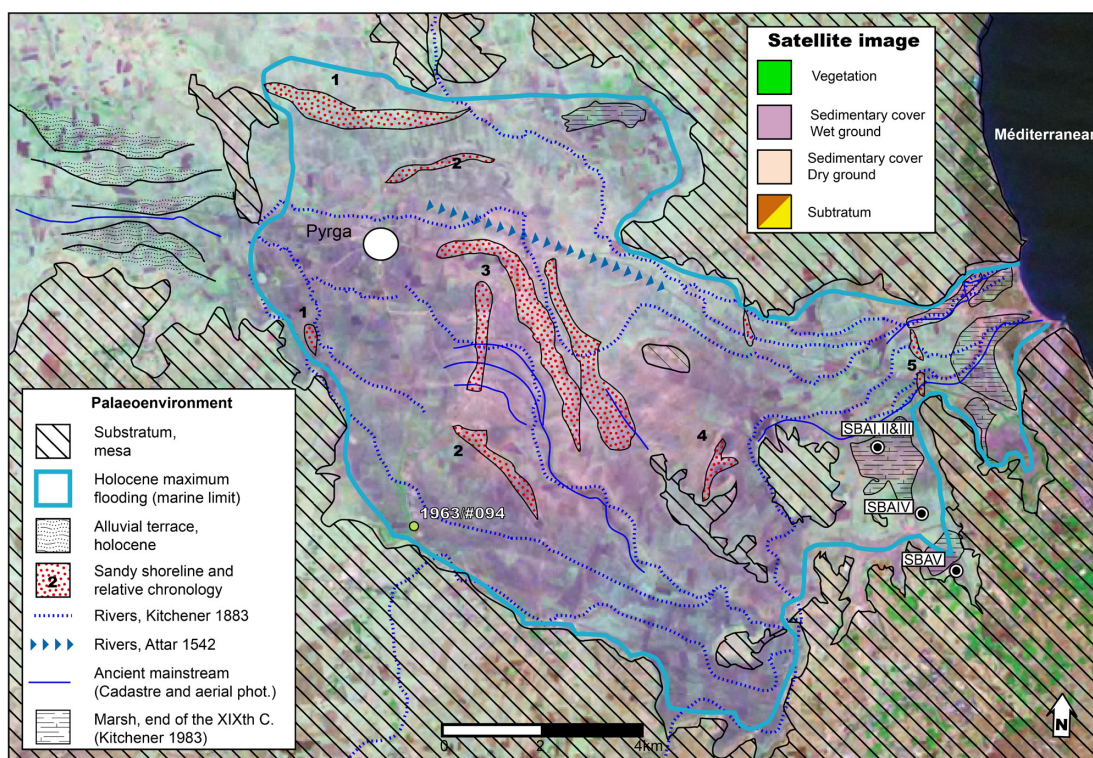 Satellite image
Vegetation
Sedimentary cover
Wet ground
Sedimentary cover
Dry ground
Subtratum
Méditerranean
1
2
Pyrga
3
1
5
4
2
SBAI,II&III
SBAIV
SBAV
1963/#094
Palaeoenvironment
Substratum,
mesa
Holocene maximum
flooding (marine limit)
Alluvial terrace,
holocene
2
Sandy shoreline and
relative chronology
Rivers, Kitchener 1883
Rivers, Attar 1542
Ancient mainstream
(Cadastre and aerial phot.)
Marsh, end of the XIXth C.
(Kitchener 1983)
0 2 4km
N